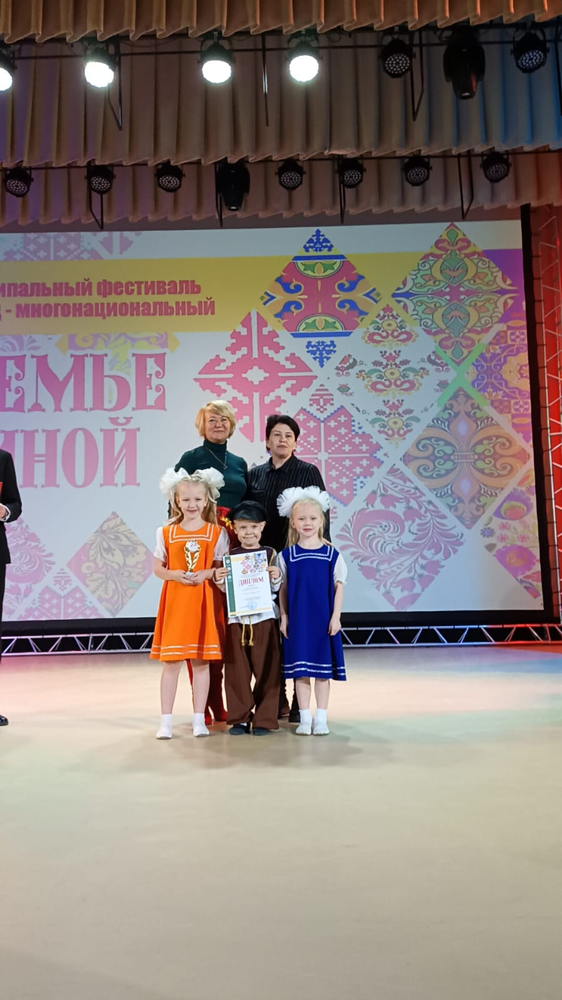 ипальный фестиваль
- многонациональный
ЕМЬЕ
ИНОЙ
ДИПЛОМ